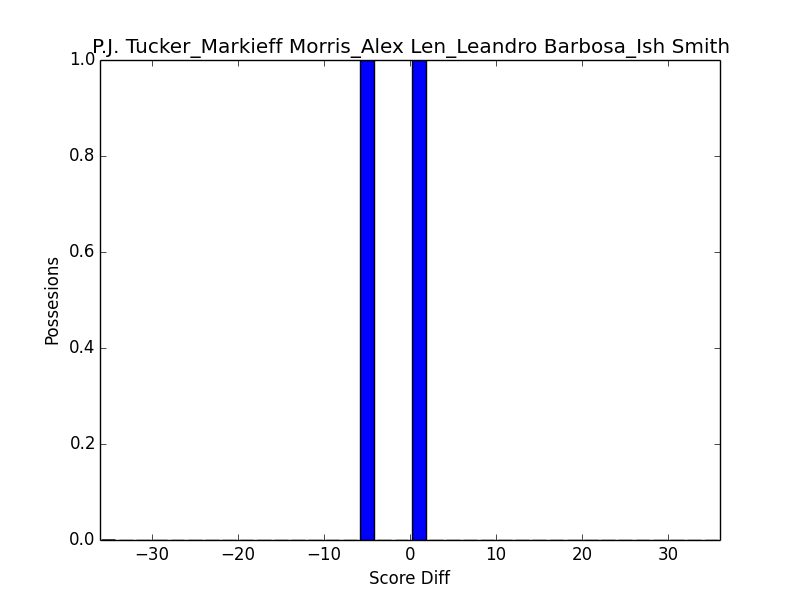 P.J. Tucker_Markieff Morris_Alex Len_Leandro Barbosa_Ish Smith
1.0
0.8
0.6
0.4
0.2
0.0
Possesions
−30 −20 −10 0 10 20 30
Score Diff